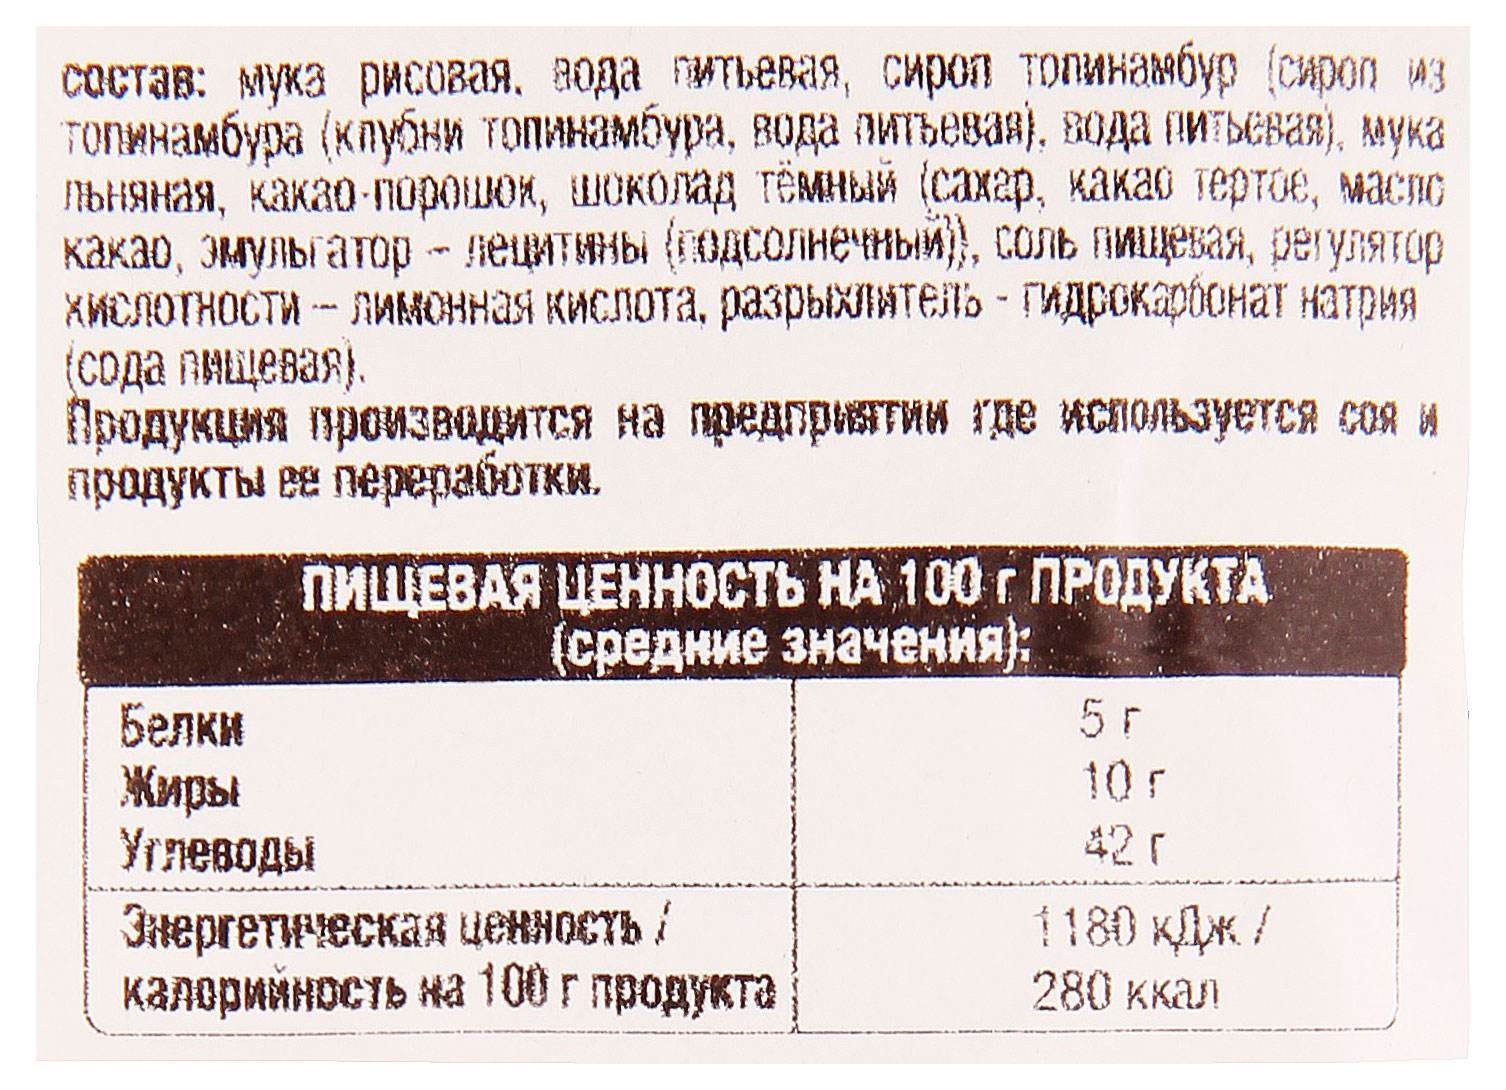 состав: мука рисовая, вода питьевая, сироп топинамбур (сироп из
топинамбура (клубни топинамбура, вода питьевая), вода питьевая), мука
льняная, какао-порошок, шоколад тёмный (сахар, какао тертое, масло
какао, эмульгатор – лецитины (подсолнечный)), соль пищевая, регулятор
кислотности – лимонная кислота, разрыхлитель - гидрокарбонат натрия
(сода пищевая).
Продукция производится на предприятии где используется соя и
продукты ее переработки.
ПИЩЕВАЯ ЦЕННОСТЬ НА 100 г ПРОДУКТА
(средние значения):
Белки 5 г
Жиры 10 г
Углеводы 42 г
Энергетическая ценность / 1180 кДж /
калорийность на 100 г продукта 280 ккал